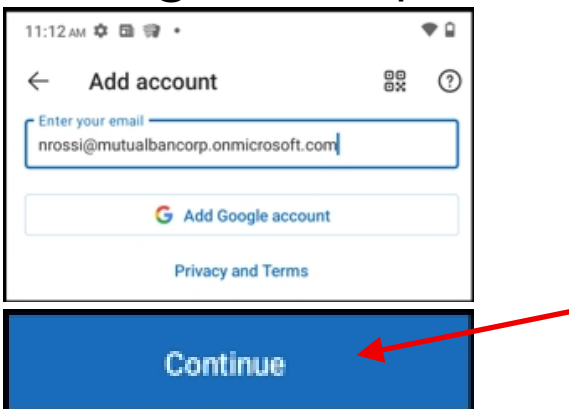 11:12 AM
Add account
Enter your email
nrossi@mutualbancorp.onmicrosoft.com
Add Google account
Privacy and Terms
Continue